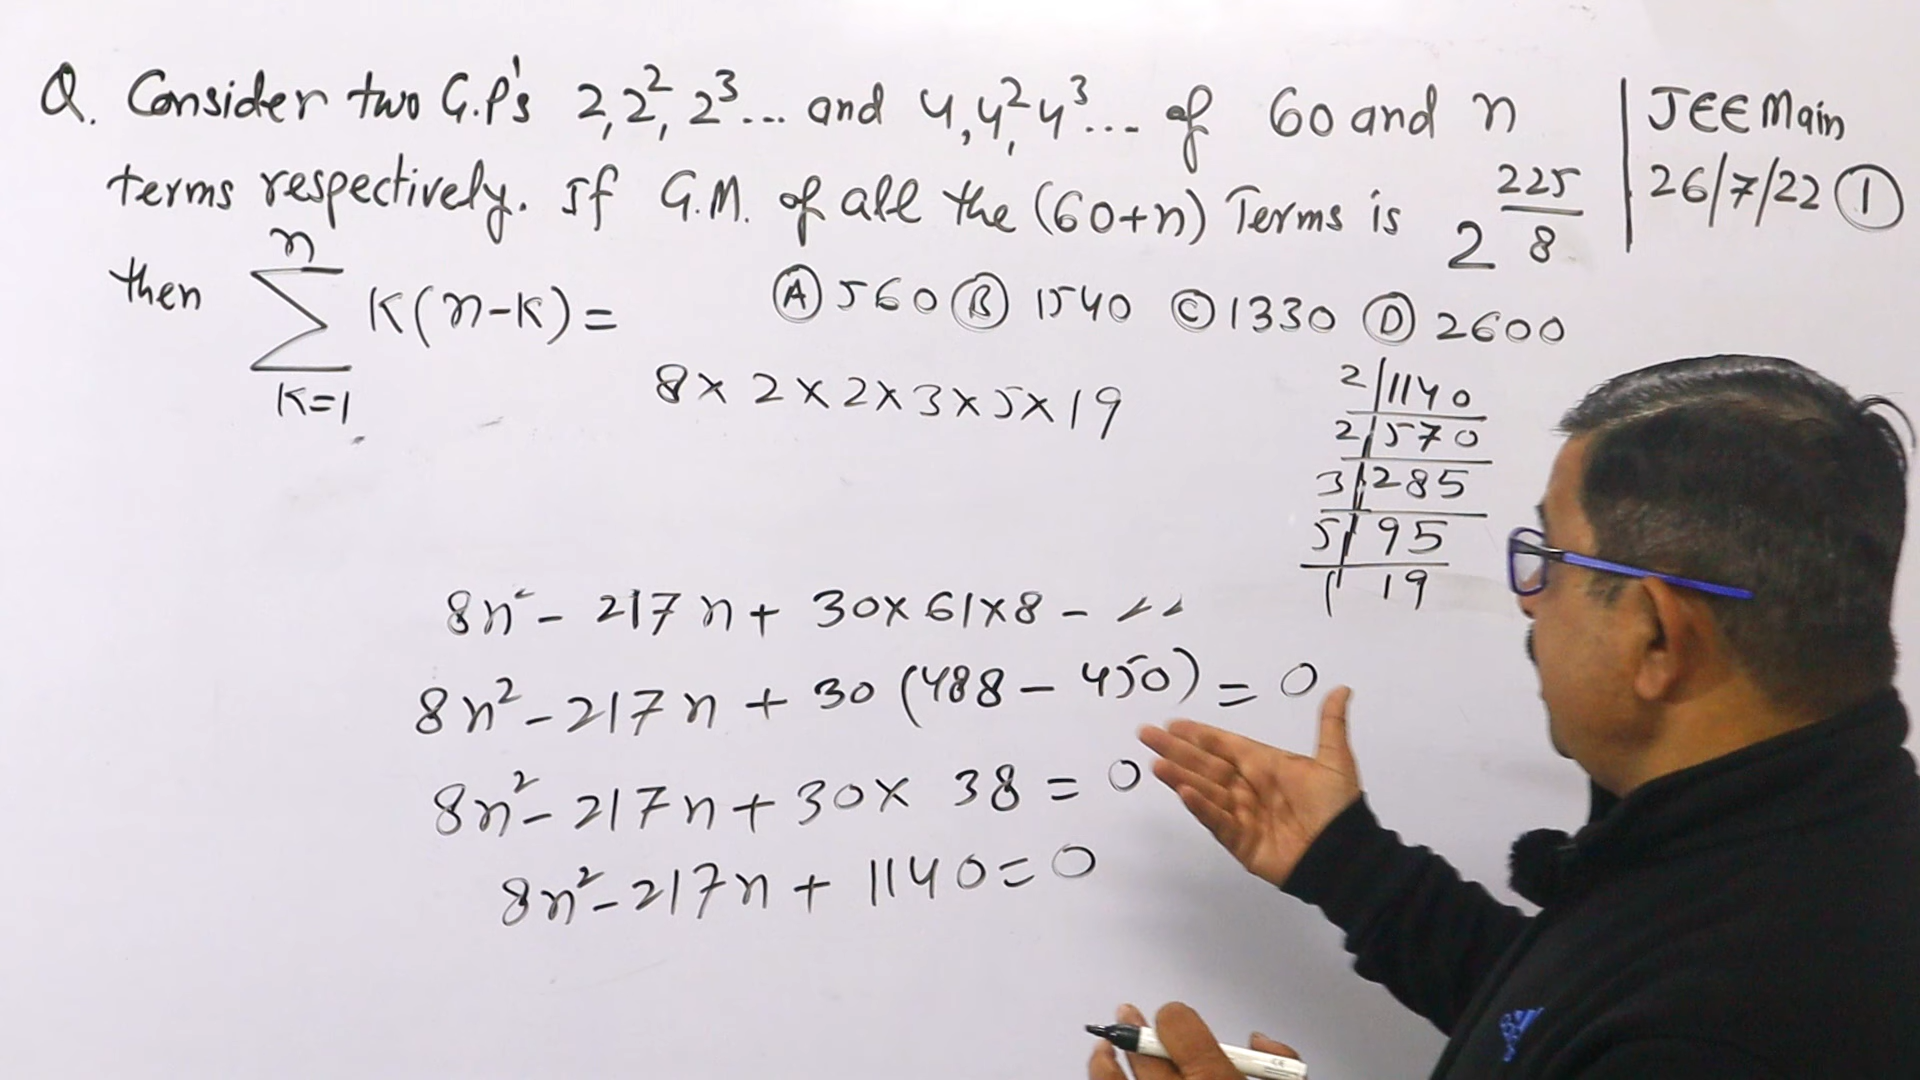 Q. Consider two G.P's 2, 2², 2³... and 4, 4², 4³... of 60 and n
terms respectively. If G.M. of all the (60+n) Terms is 2^(225/8)
then ∑_{K=1}^{n} K(n-K) =
Ⓐ 560 Ⓑ 1540 Ⓒ 1330 Ⓓ 2600
JEE Main
26/7/22 ①
8 × 2 × 2 × 3 × 5 × 19
2 | 1140
2 | 570
3 | 285
5 | 95
19
8n² - 217n + 30×61×8 -
8n² - 217n + 30 (488 - 450) = 0
8n² - 217n + 30 × 38 = 0
8n² - 217n + 1140 = 0